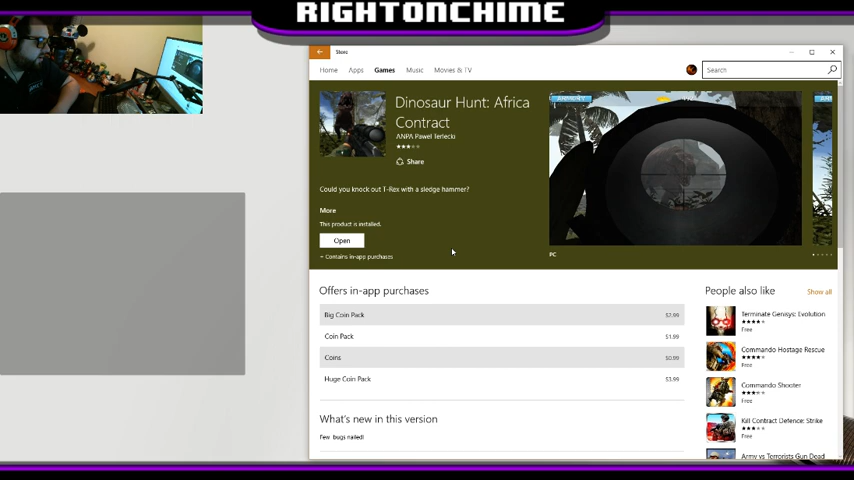 RIGHTONCHIME
Store
Home Apps Games Music Movies & TV
Search
Dinosaur Hunt: Africa
Contract
ANPA Pawel Terlecki
Share
Could you knock out T-Rex with a sledge hammer?
More
This product is installed.
Open
+ Contains in-app purchases
PC
Offers in-app purchases
Big Coin Pack $2.99
Coin Pack $1.99
Coins $0.99
Huge Coin Pack $3.99
What's new in this version
Few bugs nailed!
People also like Show all
Terminate Genisys: Evolution
Free
Commando Hostage Rescue
Free
Commando Shooter
Free
Kill Contract Defence: Strike
Free
Army vs Terrorists Gun Dead